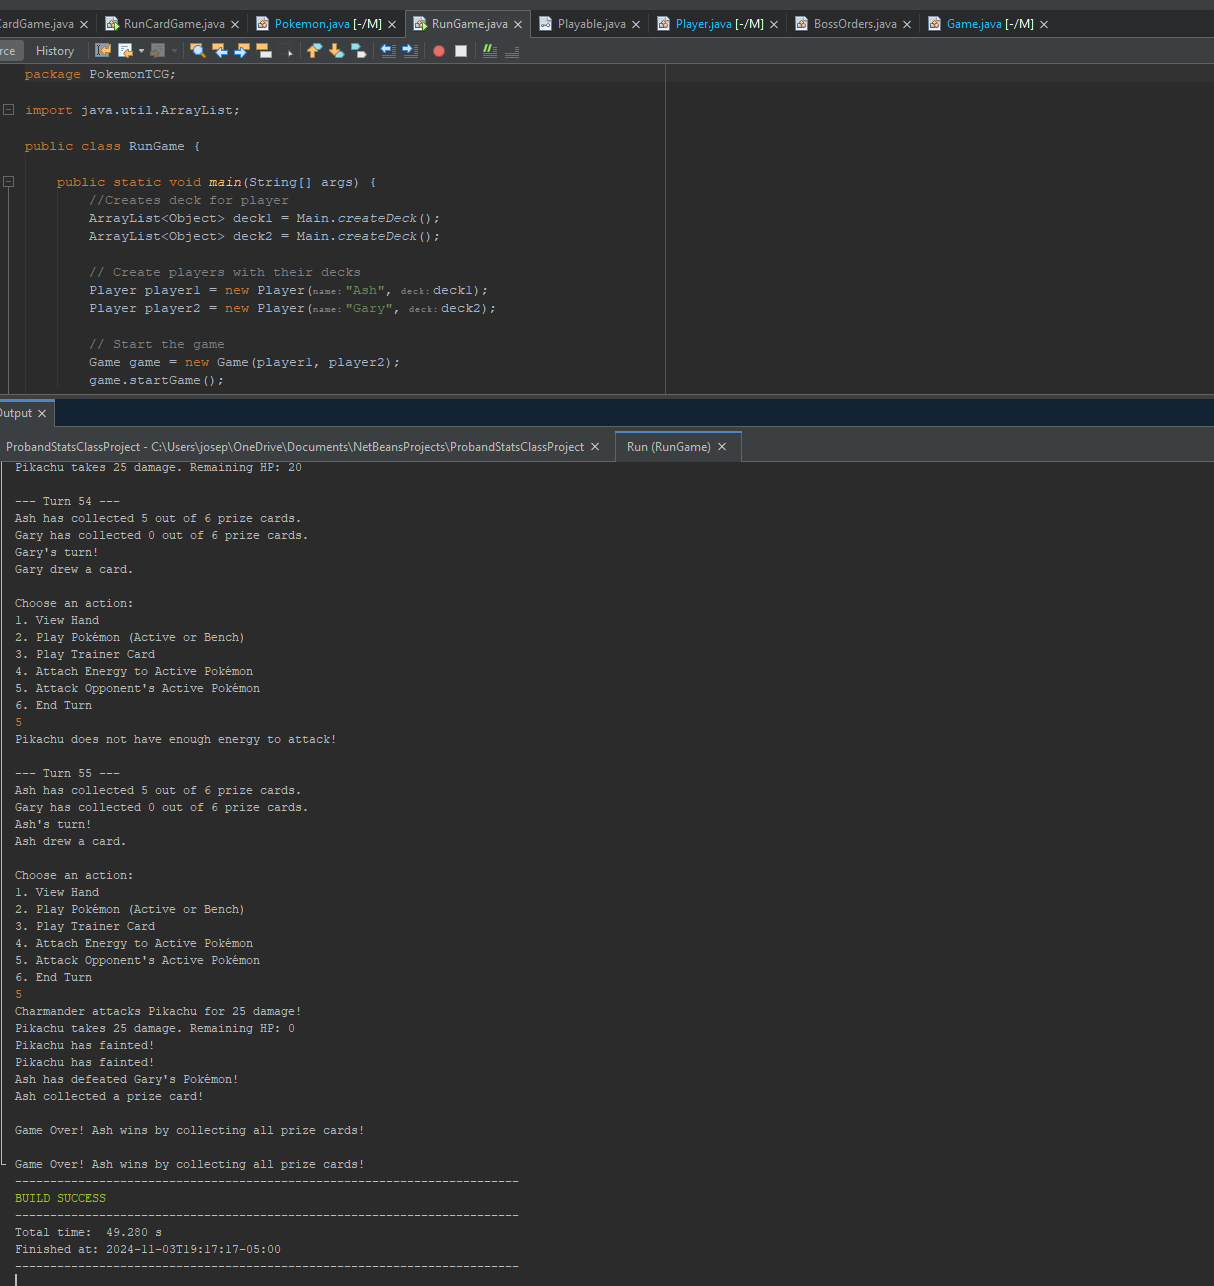 CardGame.java × RunCardGame.java × Pokemon.java [-/M] × RunGame.java × Playable.java × Player.java [-/M] × BossOrders.java × Game.java [-/M] ×
rce History
package PokemonTCG;
import java.util.ArrayList;
public class RunGame {
public static void main(String[] args) {
//Creates deck for player
ArrayList<Object> deck1 = Main.createDeck();
ArrayList<Object> deck2 = Main.createDeck();
// Create players with their decks
Player player1 = new Player(name: "Ash", deck: deck1);
Player player2 = new Player(name: "Gary", deck: deck2);
// Start the game
Game game = new Game(player1, player2);
game.startGame();
Output ×
ProbandStatsClassProject - C:\Users\josep\OneDrive\Documents\NetBeansProjects\ProbandStatsClassProject × Run (RunGame) ×
Pikachu takes 25 damage. Remaining HP: 20
--- Turn 54 ---
Ash has collected 5 out of 6 prize cards.
Gary has collected 0 out of 6 prize cards.
Gary's turn!
Gary drew a card.
Choose an action:
1. View Hand
2. Play Pokémon (Active or Bench)
3. Play Trainer Card
4. Attach Energy to Active Pokémon
5. Attack Opponent's Active Pokémon
6. End Turn
5
Pikachu does not have enough energy to attack!
--- Turn 55 ---
Ash has collected 5 out of 6 prize cards.
Gary has collected 0 out of 6 prize cards.
Ash's turn!
Ash drew a card.
Choose an action:
1. View Hand
2. Play Pokémon (Active or Bench)
3. Play Trainer Card
4. Attach Energy to Active Pokémon
5. Attack Opponent's Active Pokémon
6. End Turn
5
Charmander attacks Pikachu for 25 damage!
Pikachu takes 25 damage. Remaining HP: 0
Pikachu has fainted!
Pikachu has fainted!
Ash has defeated Gary's Pokémon!
Ash collected a prize card!
Game Over! Ash wins by collecting all prize cards!
Game Over! Ash wins by collecting all prize cards!
------------------------------------------------------------------------
BUILD SUCCESS
------------------------------------------------------------------------
Total time:  49.280 s
Finished at: 2024-11-03T19:17:17-05:00
------------------------------------------------------------------------